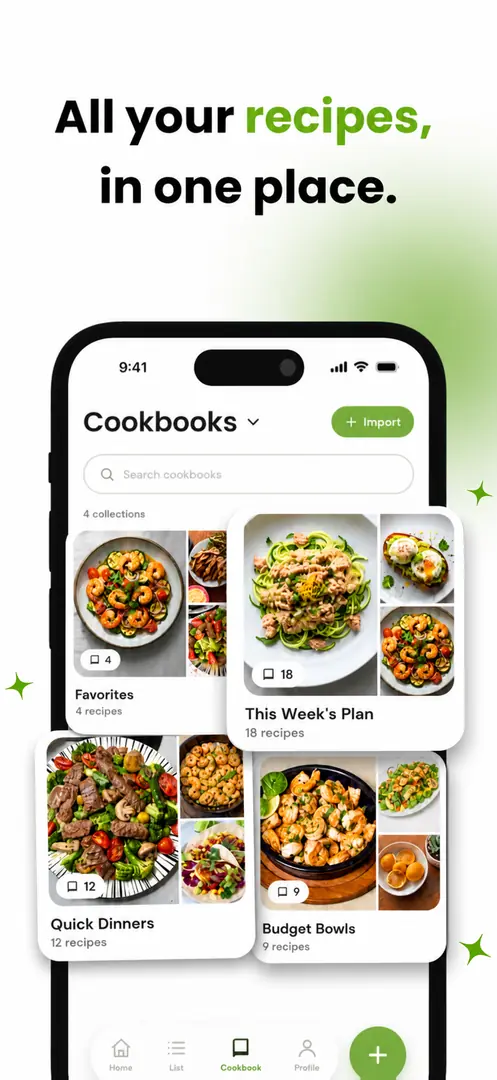 All your recipes,
in one place.
9:41
Cookbooks
+ Import
Search cookbooks
4 collections
4
Favorites
4 recipes
18
This Week's Plan
18 recipes
12
Quick Dinners
12 recipes
9
Budget Bowls
9 recipes
Home
List
Cookbook
Profile
+